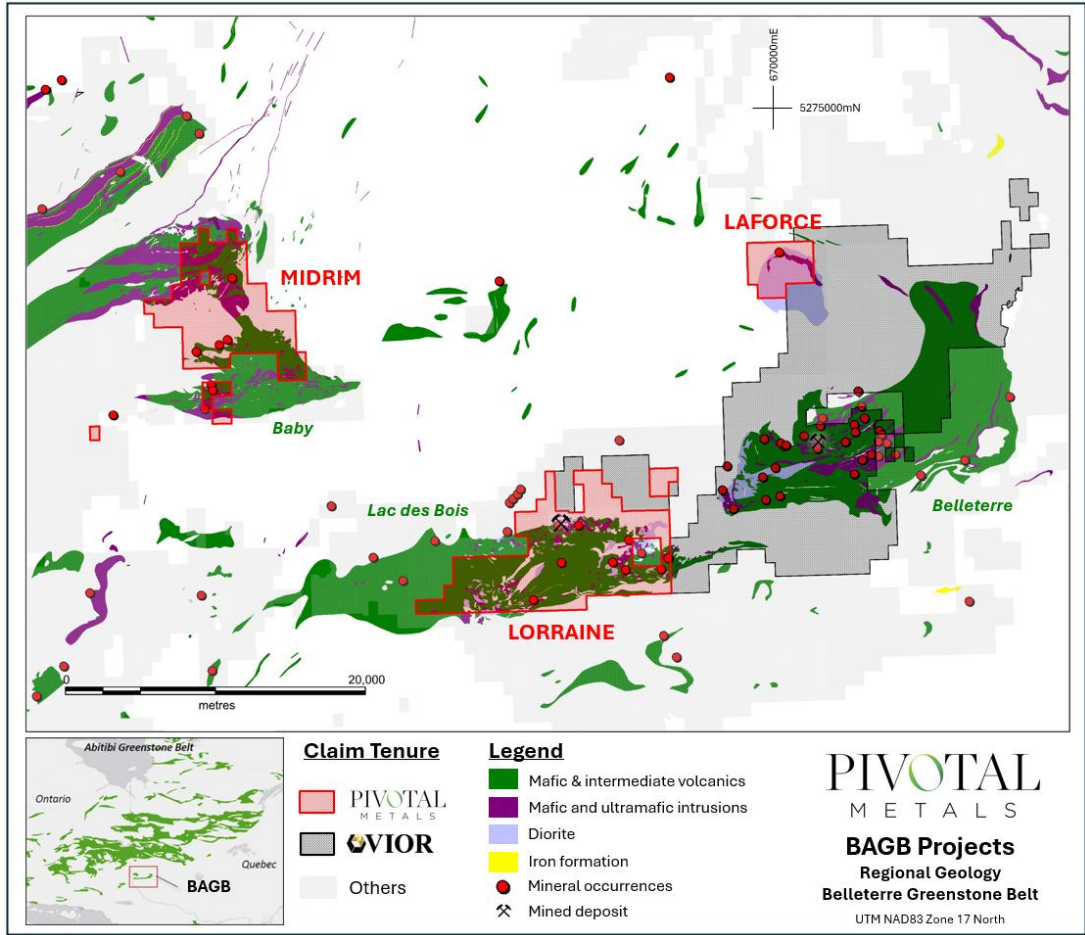 670000mE
5275000mN
LAFORCE
MIDRIM
Baby
Lac des Bois
Belleterre
LORRAINE
0 20,000
metres
Abitibi Greenstone Belt
Ontario
Quebec
BAGB
Claim Tenure
PIVOTAL
METALS
VIOR
Others
Legend
Mafic & intermediate volcanics
Mafic and ultramafic intrusions
Diorite
Iron formation
Mineral occurrences
Mined deposit
PIVOTAL
METALS
BAGB Projects
Regional Geology
Belleterre Greenstone Belt
UTM NAD83 Zone 17 North